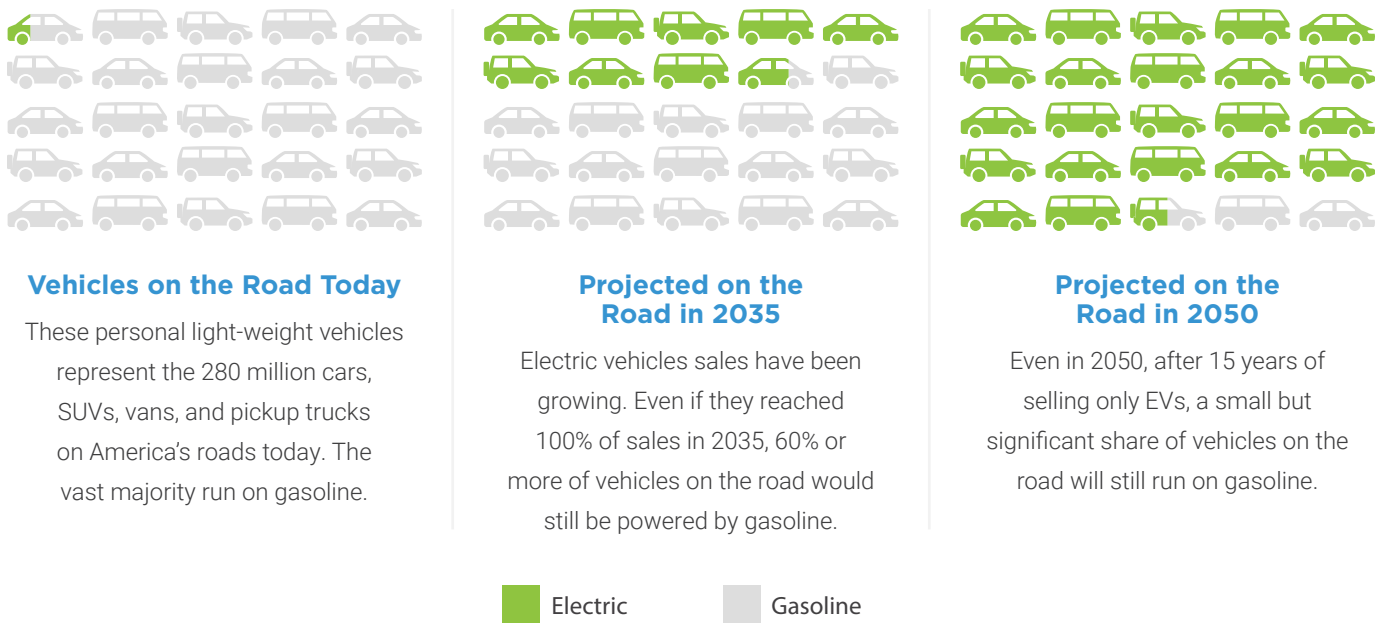 Vehicles on the Road Today
These personal light-weight vehicles
represent the 280 million cars,
SUVs, vans, and pickup trucks
on America's roads today. The
vast majority run on gasoline.
Projected on the
Road in 2035
Electric vehicles sales have been
growing. Even if they reached
100% of sales in 2035, 60% or
more of vehicles on the road would
still be powered by gasoline.
Projected on the
Road in 2050
Even in 2050, after 15 years of
selling only EVs, a small but
significant share of vehicles on the
road will still run on gasoline.
Electric
Gasoline